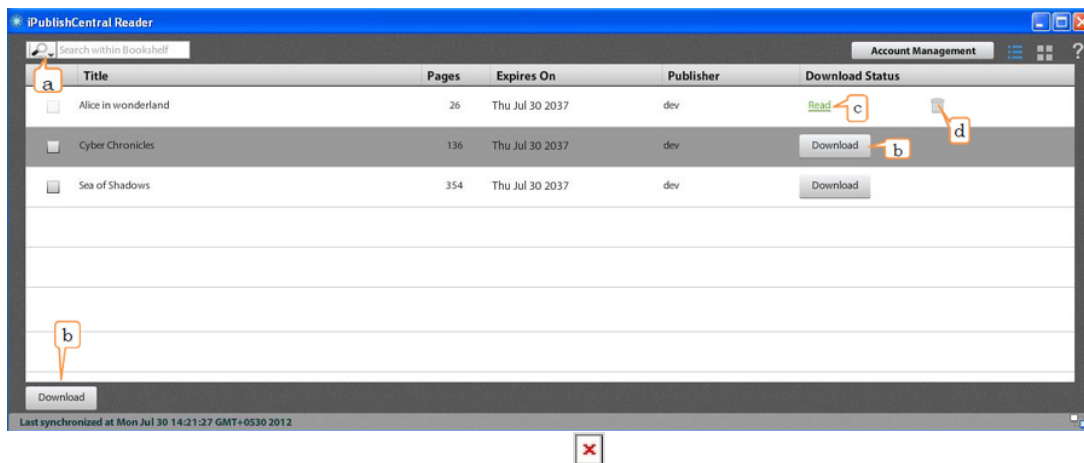 iPublishCentral Reader
Search within Bookshelf
Account Management
?
a
Title Pages Expires On Publisher Download Status
Alice in wonderland 26 Thu Jul 30 2037 dev Read c
d
Cyber Chronicles 136 Thu Jul 30 2037 dev Download b
Sea of Shadows 354 Thu Jul 30 2037 dev Download
b
Download
Last synchronized at Mon Jul 30 14:21:27 GMT+0530 2012